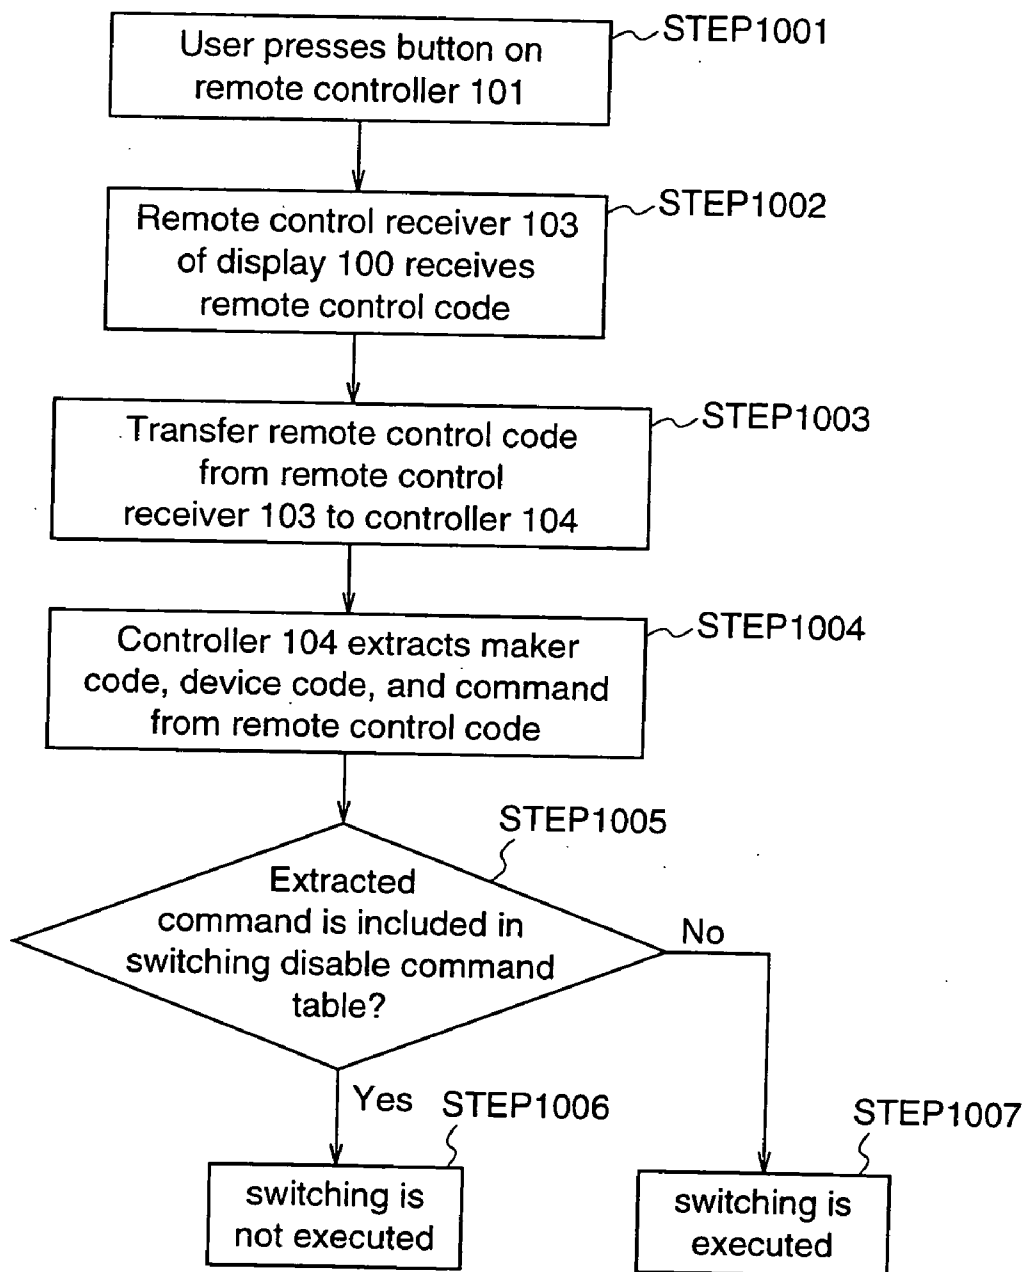 User presses button on
remote controller 101
STEP1001
Remote control receiver 103
of display 100 receives
remote control code
STEP1002
Transfer remote control code
from remote control
receiver 103 to controller 104
STEP1003
Controller 104 extracts maker
code, device code, and command
from remote control code
STEP1004
STEP1005
Extracted
command is included in
switching disable command
table?
No
Yes
STEP1006
switching is
not executed
STEP1007
switching is
executed